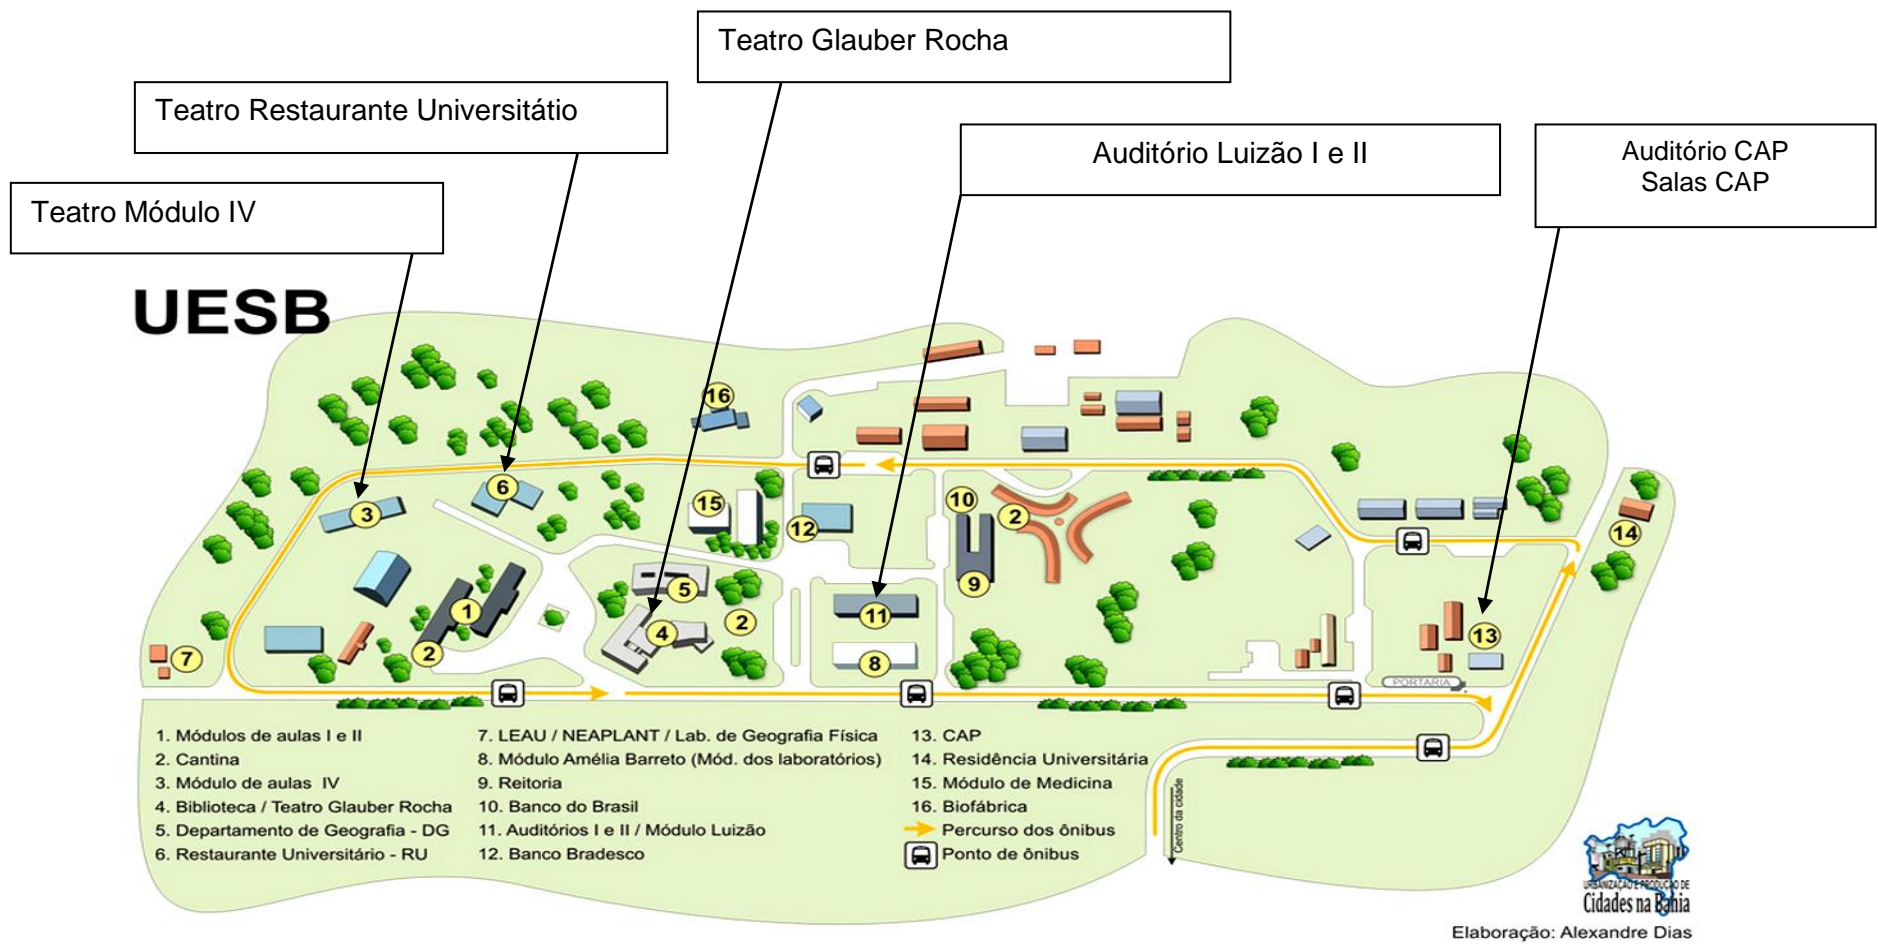 Teatro Glauber Rocha
Teatro Restaurante Universitátio
Auditório Luizão I e II
Auditório CAP
Salas CAP
Teatro Módulo IV
UESB
16
6
3
15
12
10
2
9
14
5
1
4
2
11
13
2
7
8
PORTARIA
1. Módulos de aulas I e II
2. Cantina
3. Módulo de aulas IV
4. Biblioteca / Teatro Glauber Rocha
5. Departamento de Geografia - DG
6. Restaurante Universitário - RU
7. LEAU / NEAPLANT / Lab. de Geografia Física
8. Módulo Amélia Barreto (Mód. dos laboratórios)
9. Reitoria
10. Banco do Brasil
11. Auditórios I e II / Módulo Luizão
12. Banco Bradesco
13. CAP
14. Residência Universitária
15. Módulo de Medicina
16. Biofábrica
Percurso dos ônibus
Ponto de ônibus
Centro da cidade
URBANIZAÇÃO E PRODUÇÃO DE
Cidades na Bahia
Elaboração: Alexandre Dias